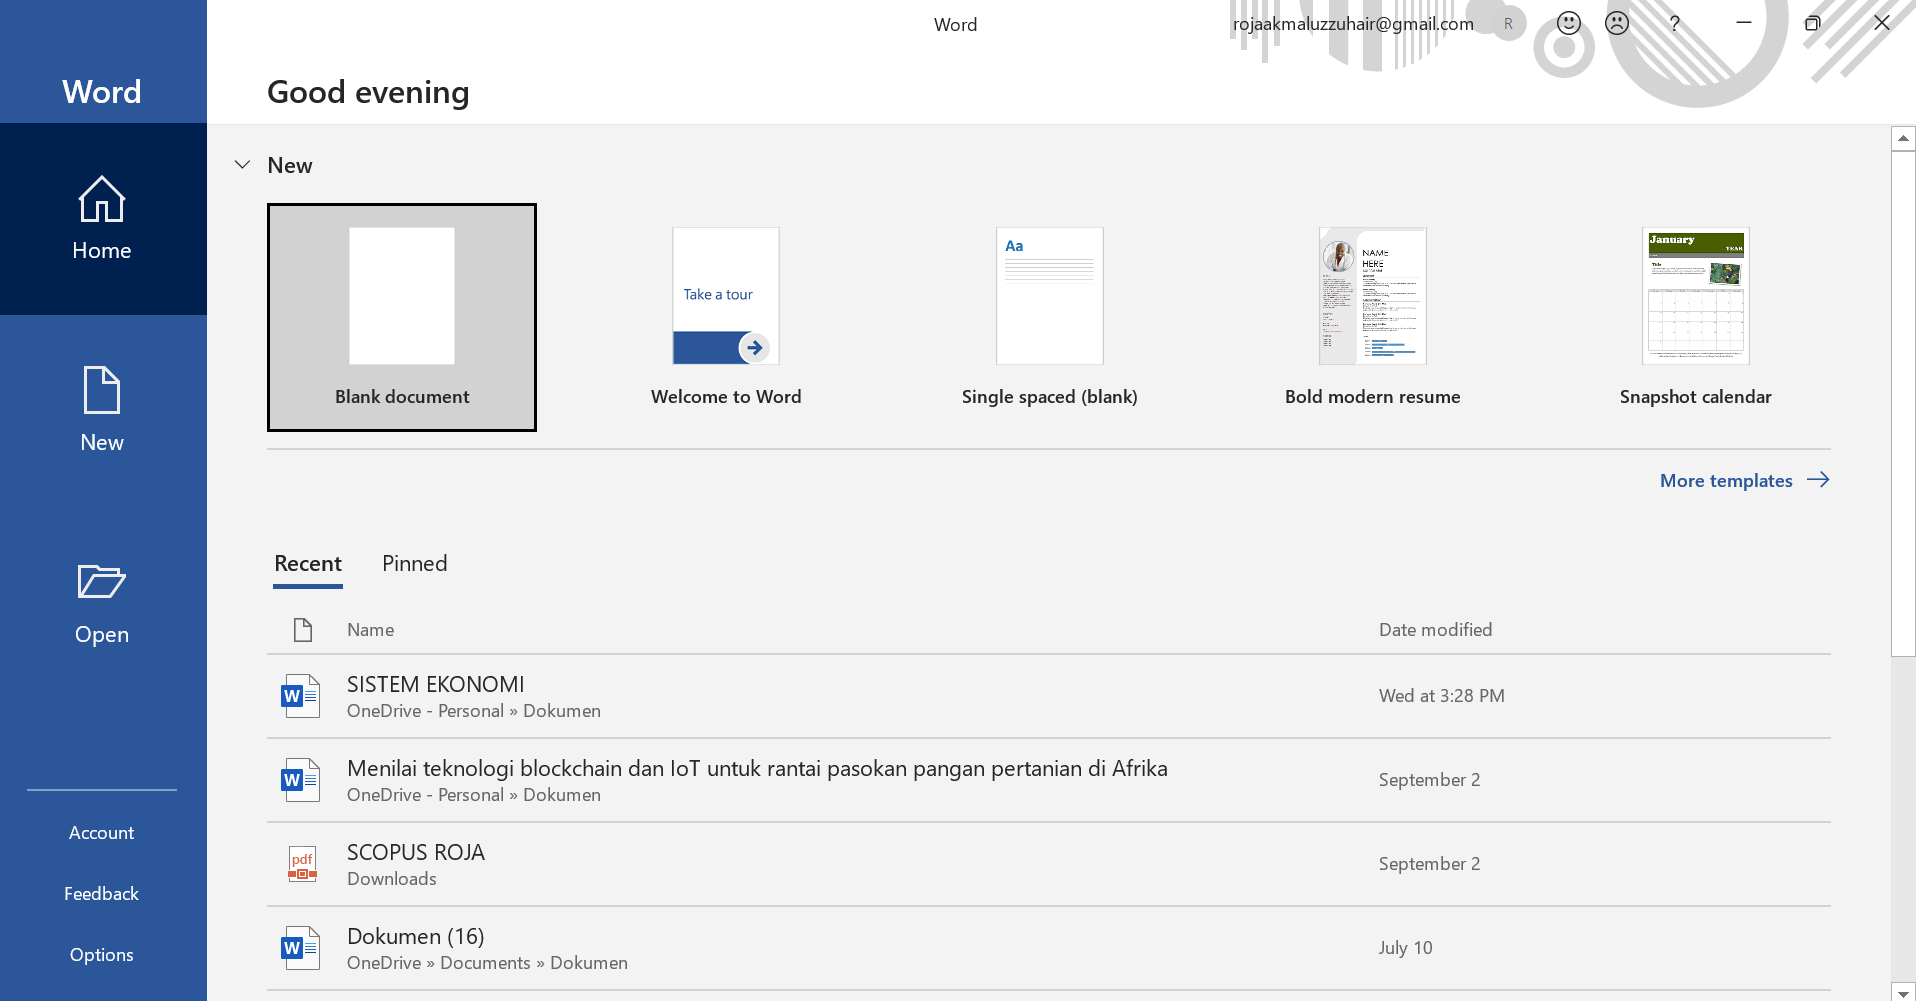 Word
rojaakmaluzzuhair@gmail.com R ?
Word
Good evening
Home
New
Open
Account
Feedback
Options
New
Blank document
Take a tour
Welcome to Word
Aa
Single spaced (blank)
NAME
HERE
Bold modern resume
January
YEAR
Title
Snapshot calendar
More templates
Recent Pinned
Name Date modified
W SISTEM EKONOMI Wed at 3:28 PM
OneDrive - Personal » Dokumen
W Menilai teknologi blockchain dan IoT untuk rantai pasokan pangan pertanian di Afrika September 2
OneDrive - Personal » Dokumen
pdf SCOPUS ROJA September 2
Downloads
W Dokumen (16) July 10
OneDrive » Documents » Dokumen